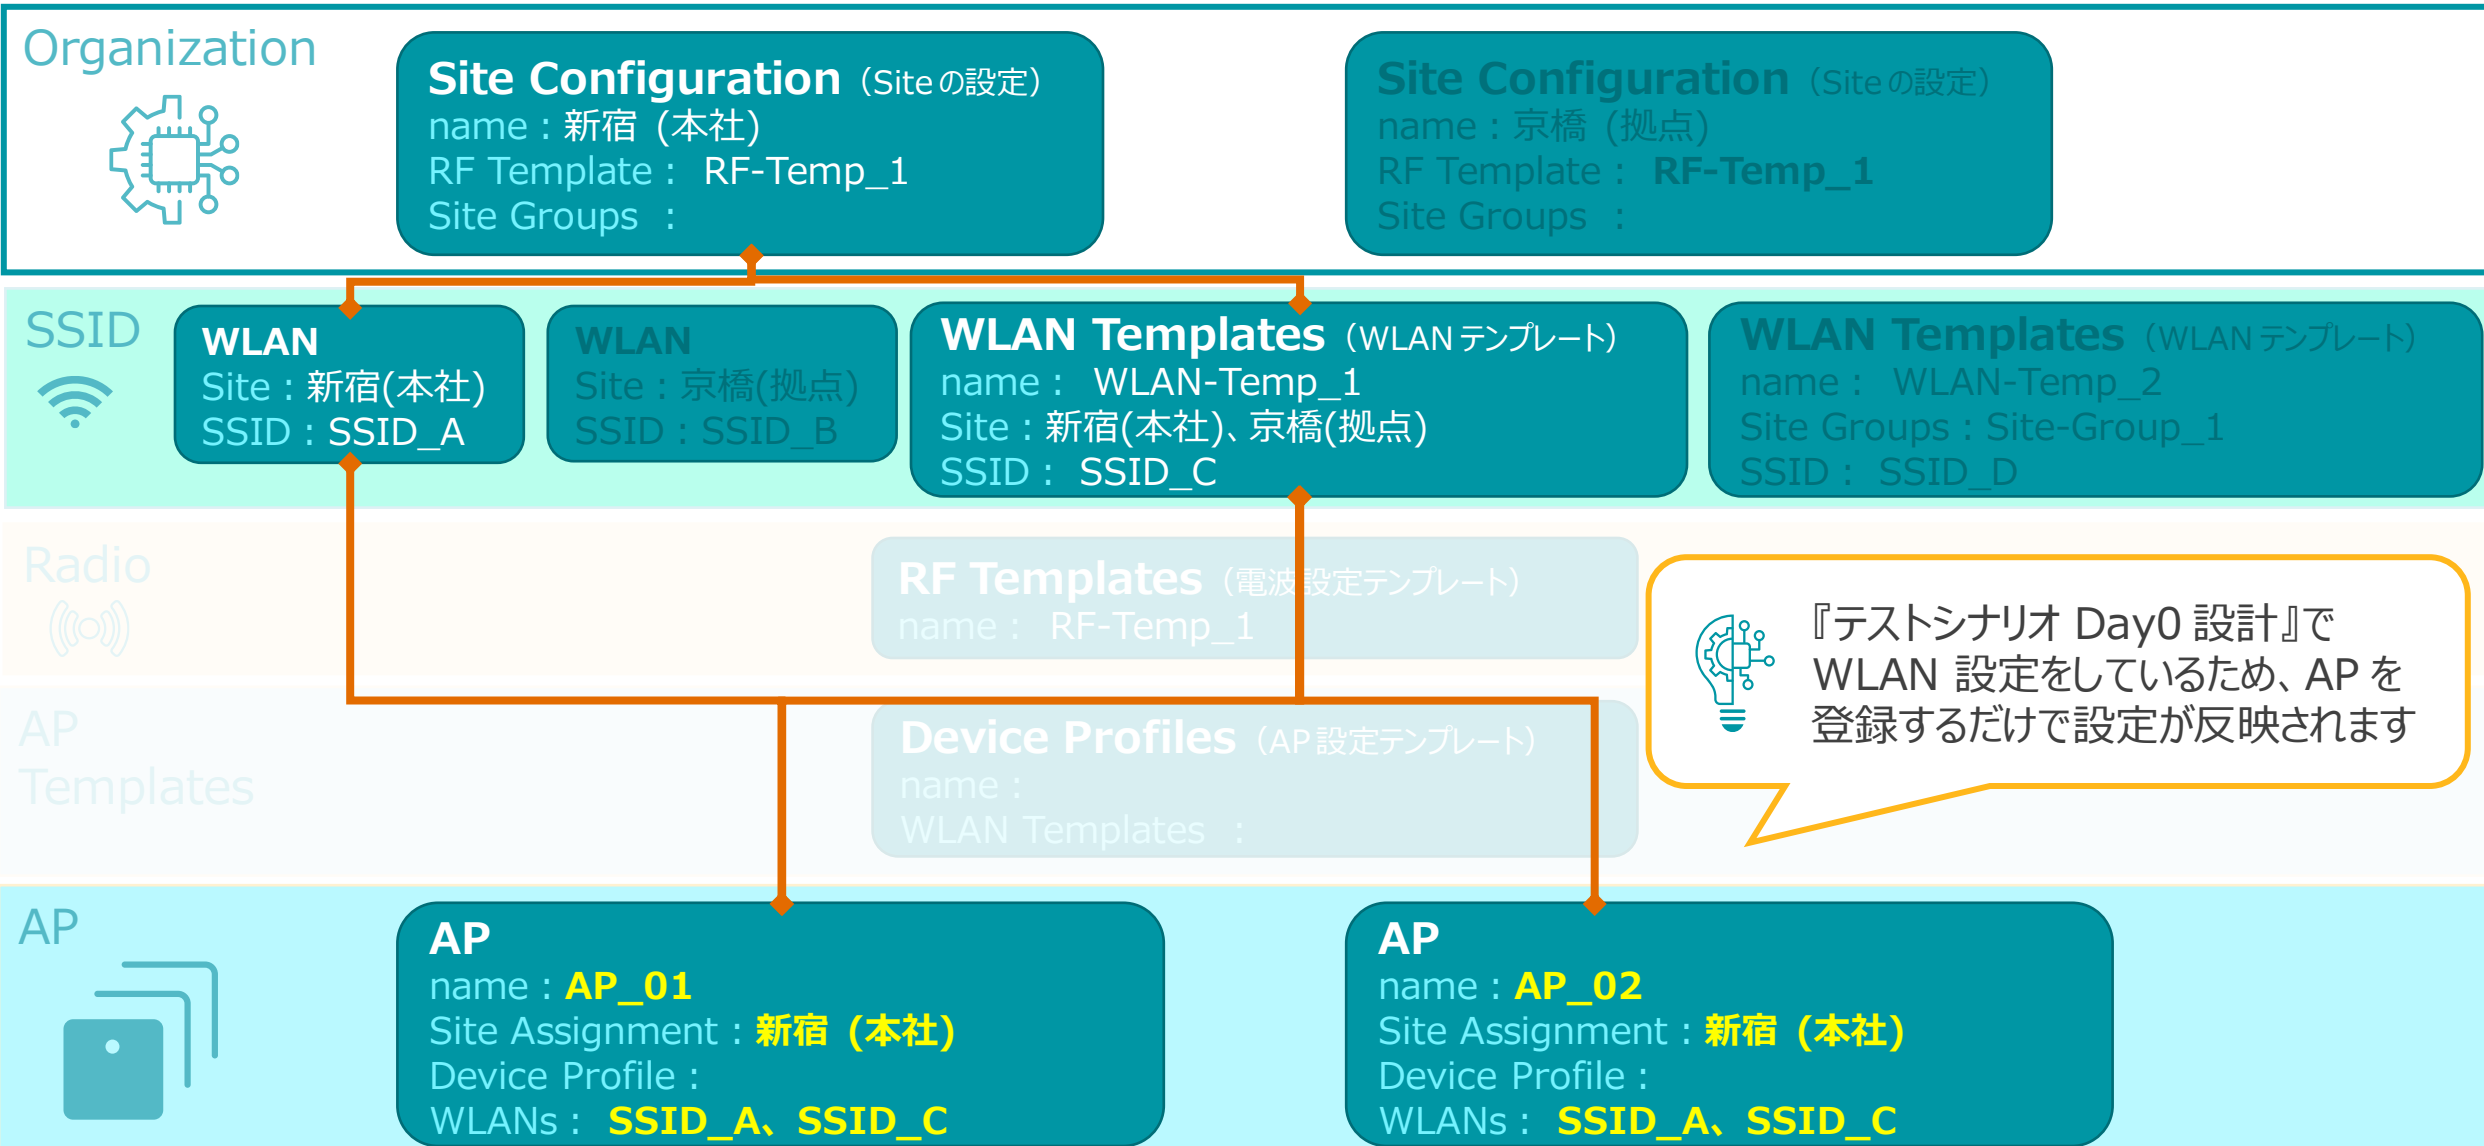 Organization
Site Configuration（Siteの設定）
name：新宿 (本社)
RF Template： RF-Temp_1
Site Groups ：
Site Configuration（Siteの設定）
name：京橋 (拠点)
RF Template： RF-Temp_1
Site Groups ：
SSID
WLAN
Site：新宿(本社)
SSID：SSID_A
WLAN
Site：京橋(拠点)
SSID：SSID_B
WLAN Templates（WLANテンプレート）
name： WLAN-Temp_1
Site：新宿(本社)、京橋(拠点)
SSID： SSID_C
WLAN Templates（WLANテンプレート）
name： WLAN-Temp_2
Site Groups：Site-Group_1
SSID： SSID_D
Radio
RF Templates（電波設定テンプレート）
name： RF-Temp_1
『テストシナリオ Day0 設計』で
WLAN 設定をしているため、AP を
登録するだけで設定が反映されます
AP
Templates
Device Profiles（AP設定テンプレート）
name：
WLAN Templates ：
AP
AP
name：AP_01
Site Assignment：新宿 (本社)
Device Profile：
WLANs： SSID_A、SSID_C
AP
name：AP_02
Site Assignment：新宿 (本社)
Device Profile：
WLANs： SSID_A、SSID_C